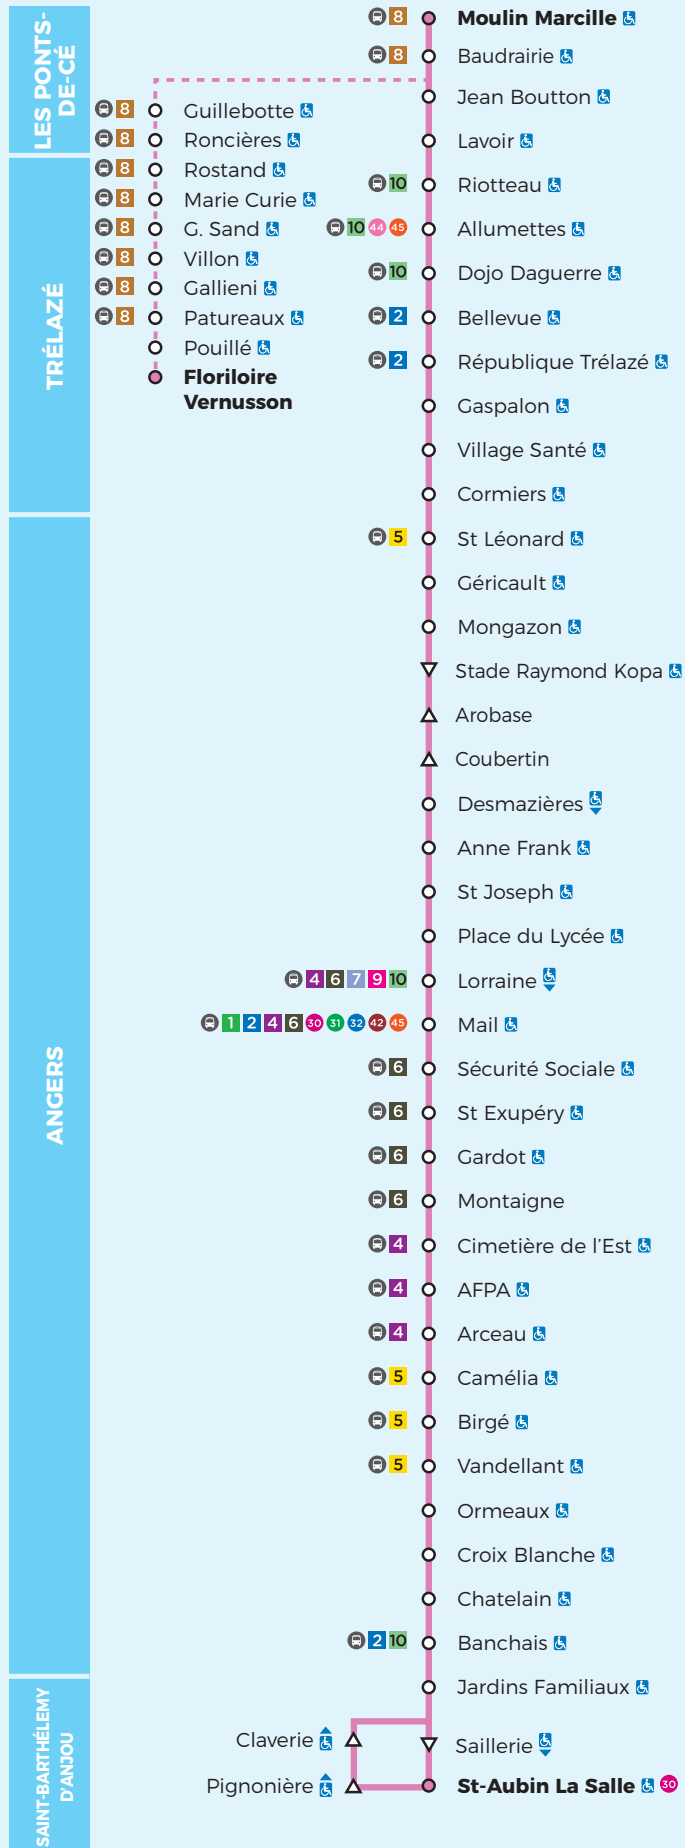 LES PONTS-
DE-CÉ
8 Moulin Marcille
8 Baudrairie
Jean Boutton
Lavoir
10 Riotteau
10 44 45 Allumettes
10 Dojo Daguerre
2 Bellevue
2 République Trélazé
Gaspalon
Village Santé
Cormiers
8 Guillebotte
8 Roncières
TRÉLAZÉ
8 Rostand
8 Marie Curie
8 G. Sand
8 Villon
8 Gallieni
8 Patureaux
Pouillé
Floriloire
Vernusson
ANGERS
5 St Léonard
Géricault
Mongazon
Stade Raymond Kopa
Arobase
Coubertin
Desmazières
Anne Frank
St Joseph
Place du Lycée
4 6 7 9 10 Lorraine
1 2 4 6 30 31 32 42 45 Mail
6 Sécurité Sociale
6 St Exupéry
6 Gardot
6 Montaigne
4 Cimetière de l'Est
4 AFPA
4 Arceau
5 Camélia
5 Birgé
5 Vandellant
Ormeaux
Croix Blanche
Chatelain
2 10 Banchais
SAINT-BARTHÉLEMY
D'ANJOU
Jardins Familiaux
Claverie
Saillerie
Pignonière
St-Aubin La Salle 30